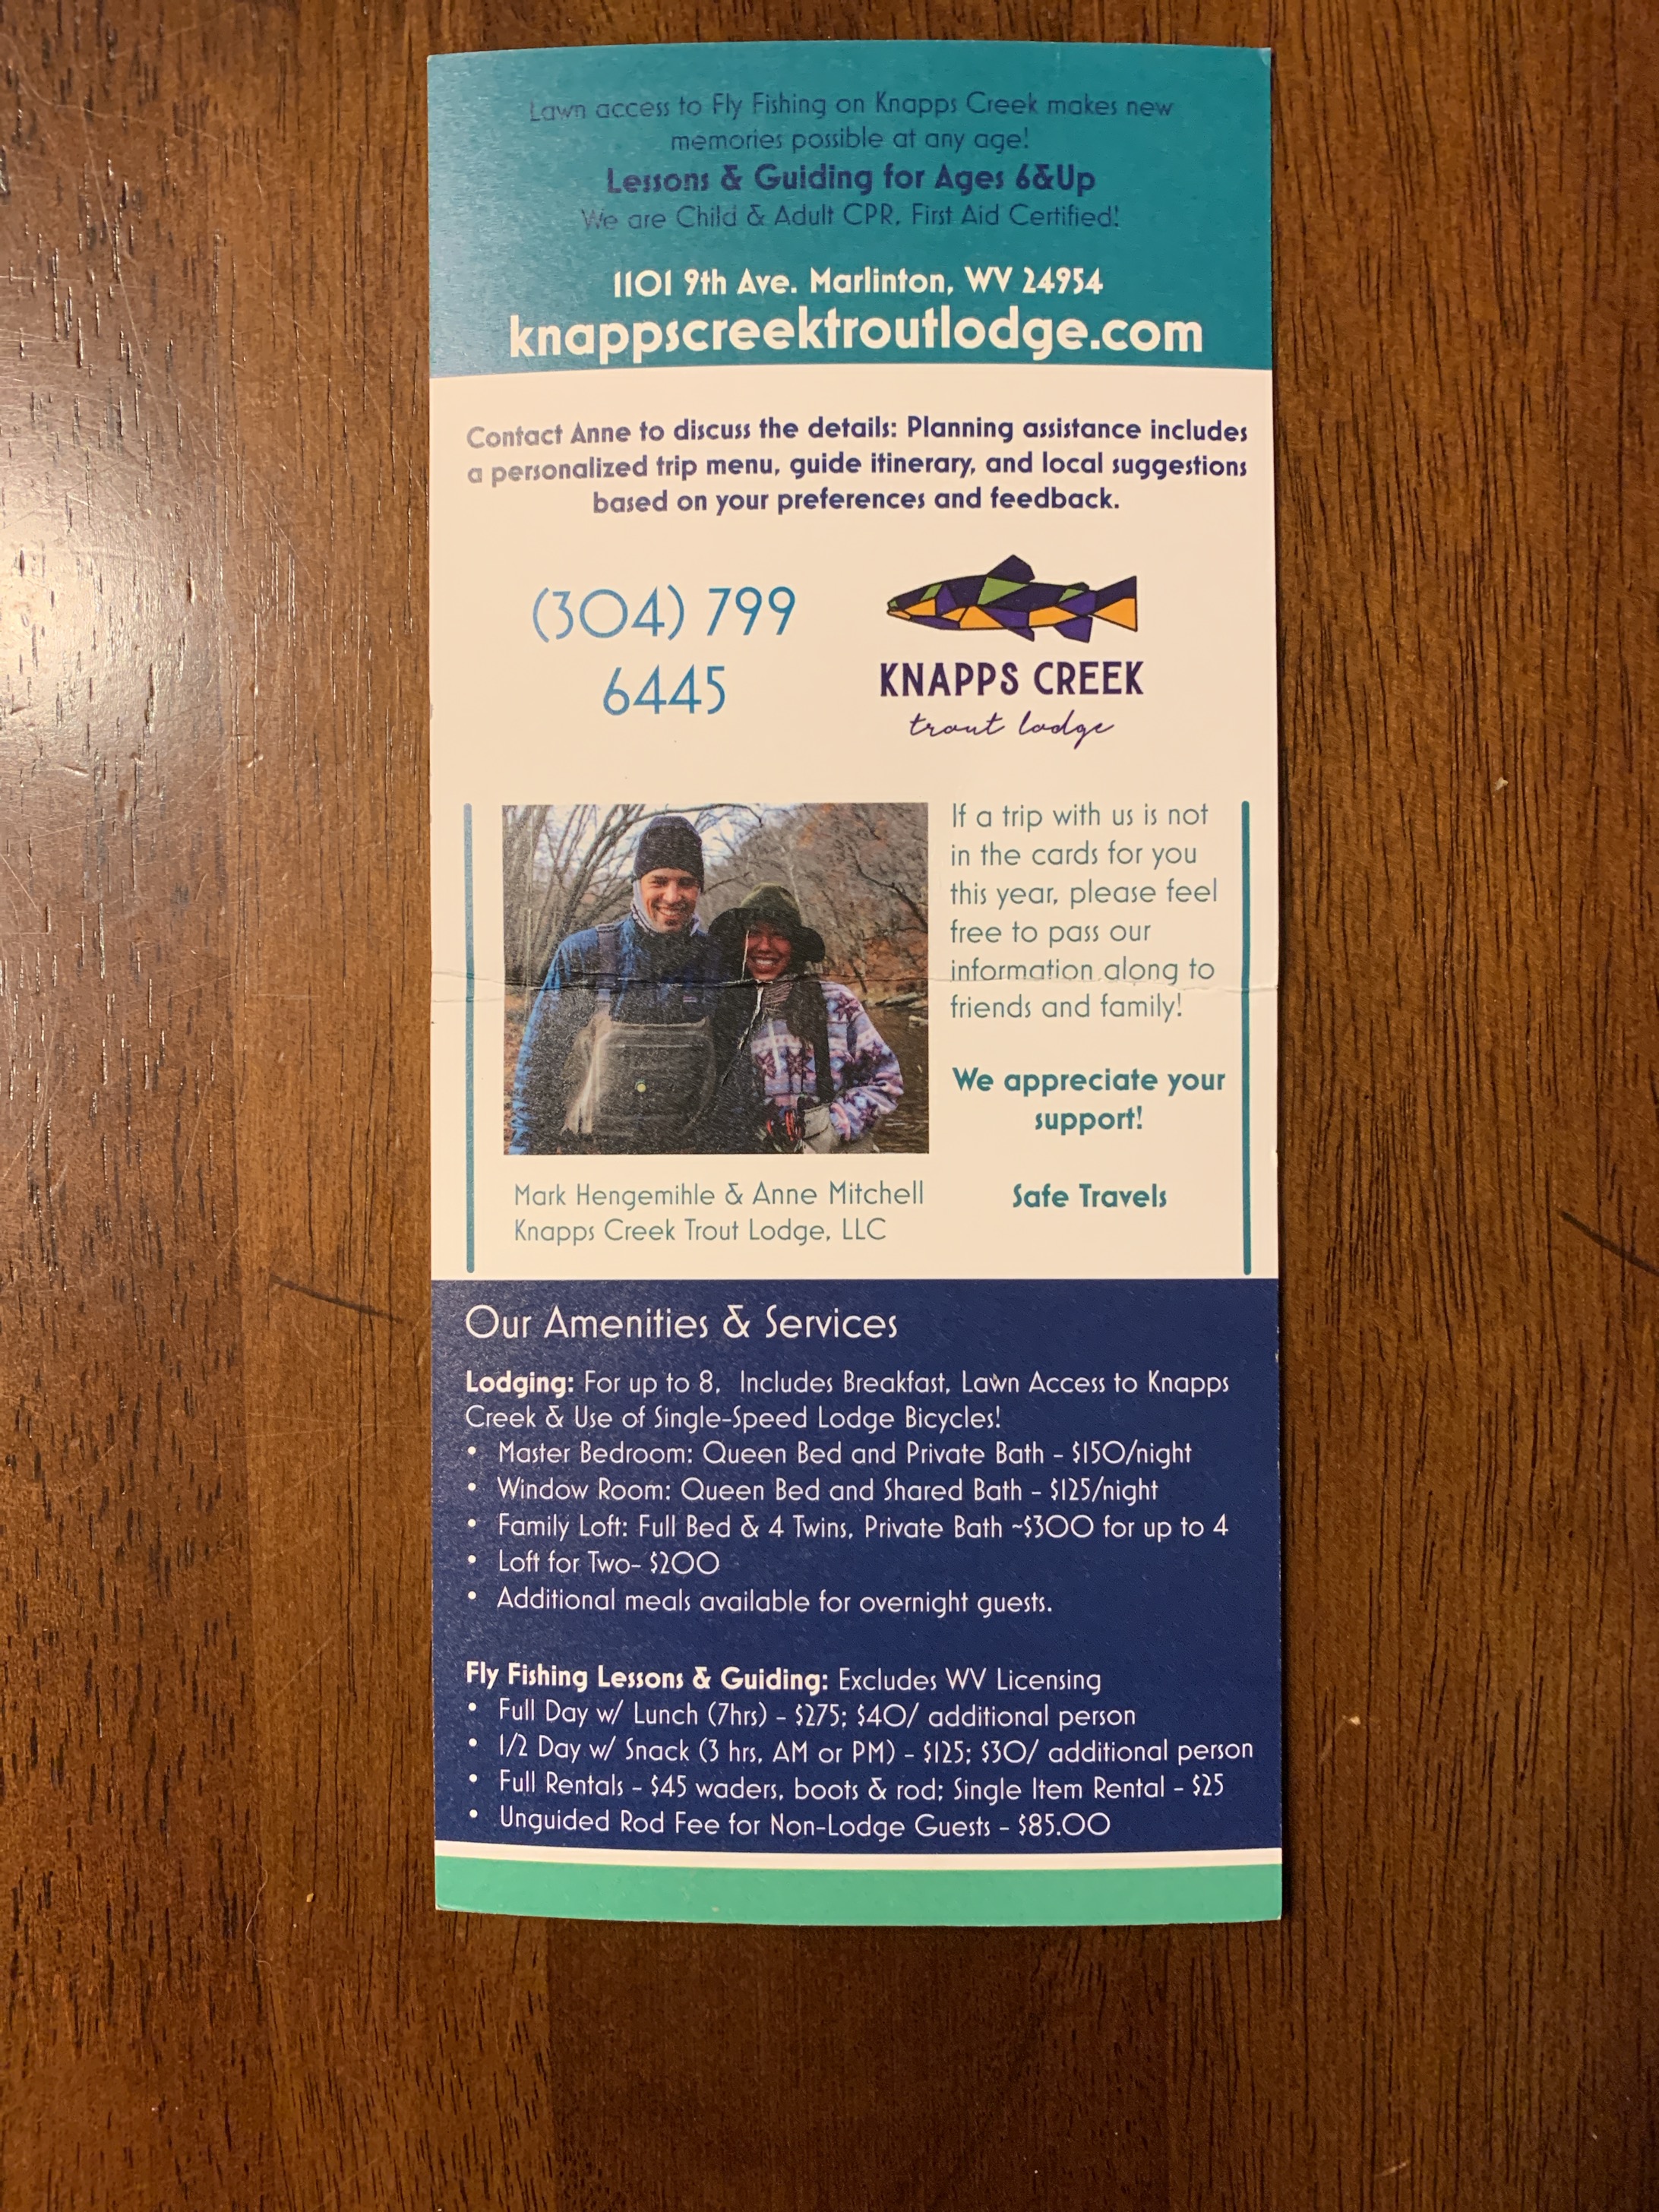 Lawn access to Fly Fishing on Knapps Creek makes new
memories possible at any age!
Lessons & Guiding for Ages 6&Up
We are Child & Adult CPR, First Aid Certified!
1101 9th Ave. Marlinton, WV 24954
knappscreektroutlodge.com
Contact Anne to discuss the details: Planning assistance includes
a personalized trip menu, guide itinerary, and local suggestions
based on your preferences and feedback.
(304) 799
6445
KNAPPS CREEK
trout lodge
If a trip with us is not
in the cards for you
this year, please feel
free to pass our
information along to
friends and family!
We appreciate your
support!
Safe Travels
Mark Hengemihle & Anne Mitchell
Knapps Creek Trout Lodge, LLC
Our Amenities & Services
Lodging: For up to 8, Includes Breakfast, Lawn Access to Knapps
Creek & Use of Single-Speed Lodge Bicycles!
• Master Bedroom: Queen Bed and Private Bath - $150/night
• Window Room: Queen Bed and Shared Bath - $125/night
• Family Loft: Full Bed & 4 Twins, Private Bath ~$300 for up to 4
• Loft for Two- $200
• Additional meals available for overnight guests.
Fly Fishing Lessons & Guiding: Excludes WV Licensing
• Full Day w/ Lunch (7hrs) - $275; $40/ additional person
• 1/2 Day w/ Snack (3 hrs, AM or PM) - $125; $30/ additional person
• Full Rentals - $45 waders, boots & rod; Single Item Rental - $25
• Unguided Rod Fee for Non-Lodge Guests - $85.00